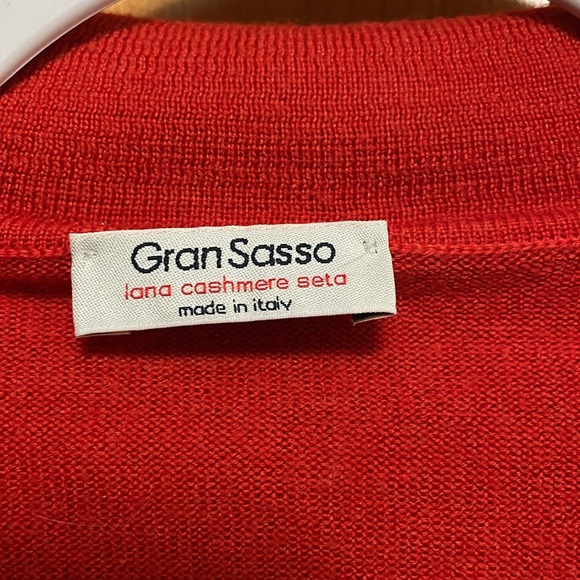 Gran Sasso
lana cashmere seta
made in italy